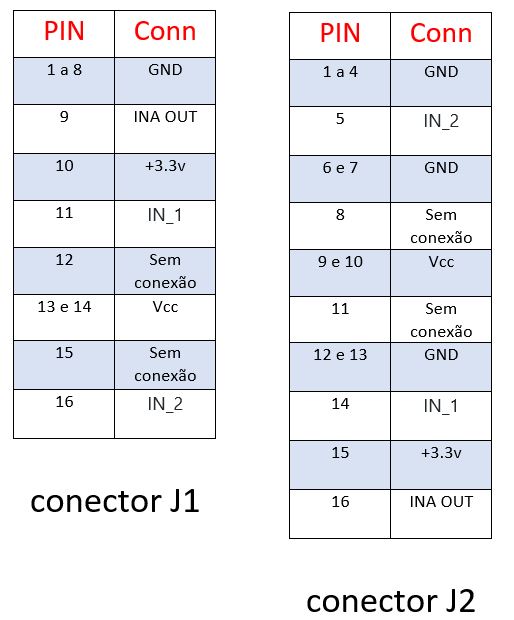 PIN Conn
1 a 8 GND
9 INA OUT
10 +3.3v
11 IN_1
12 Sem
conexão
13 e 14 Vcc
15 Sem
conexão
16 IN_2
conector J1
PIN Conn
1 a 4 GND
5 IN_2
6 e 7 GND
8 Sem
conexão
9 e 10 Vcc
11 Sem
conexão
12 e 13 GND
14 IN_1
15 +3.3v
16 INA OUT
conector J2